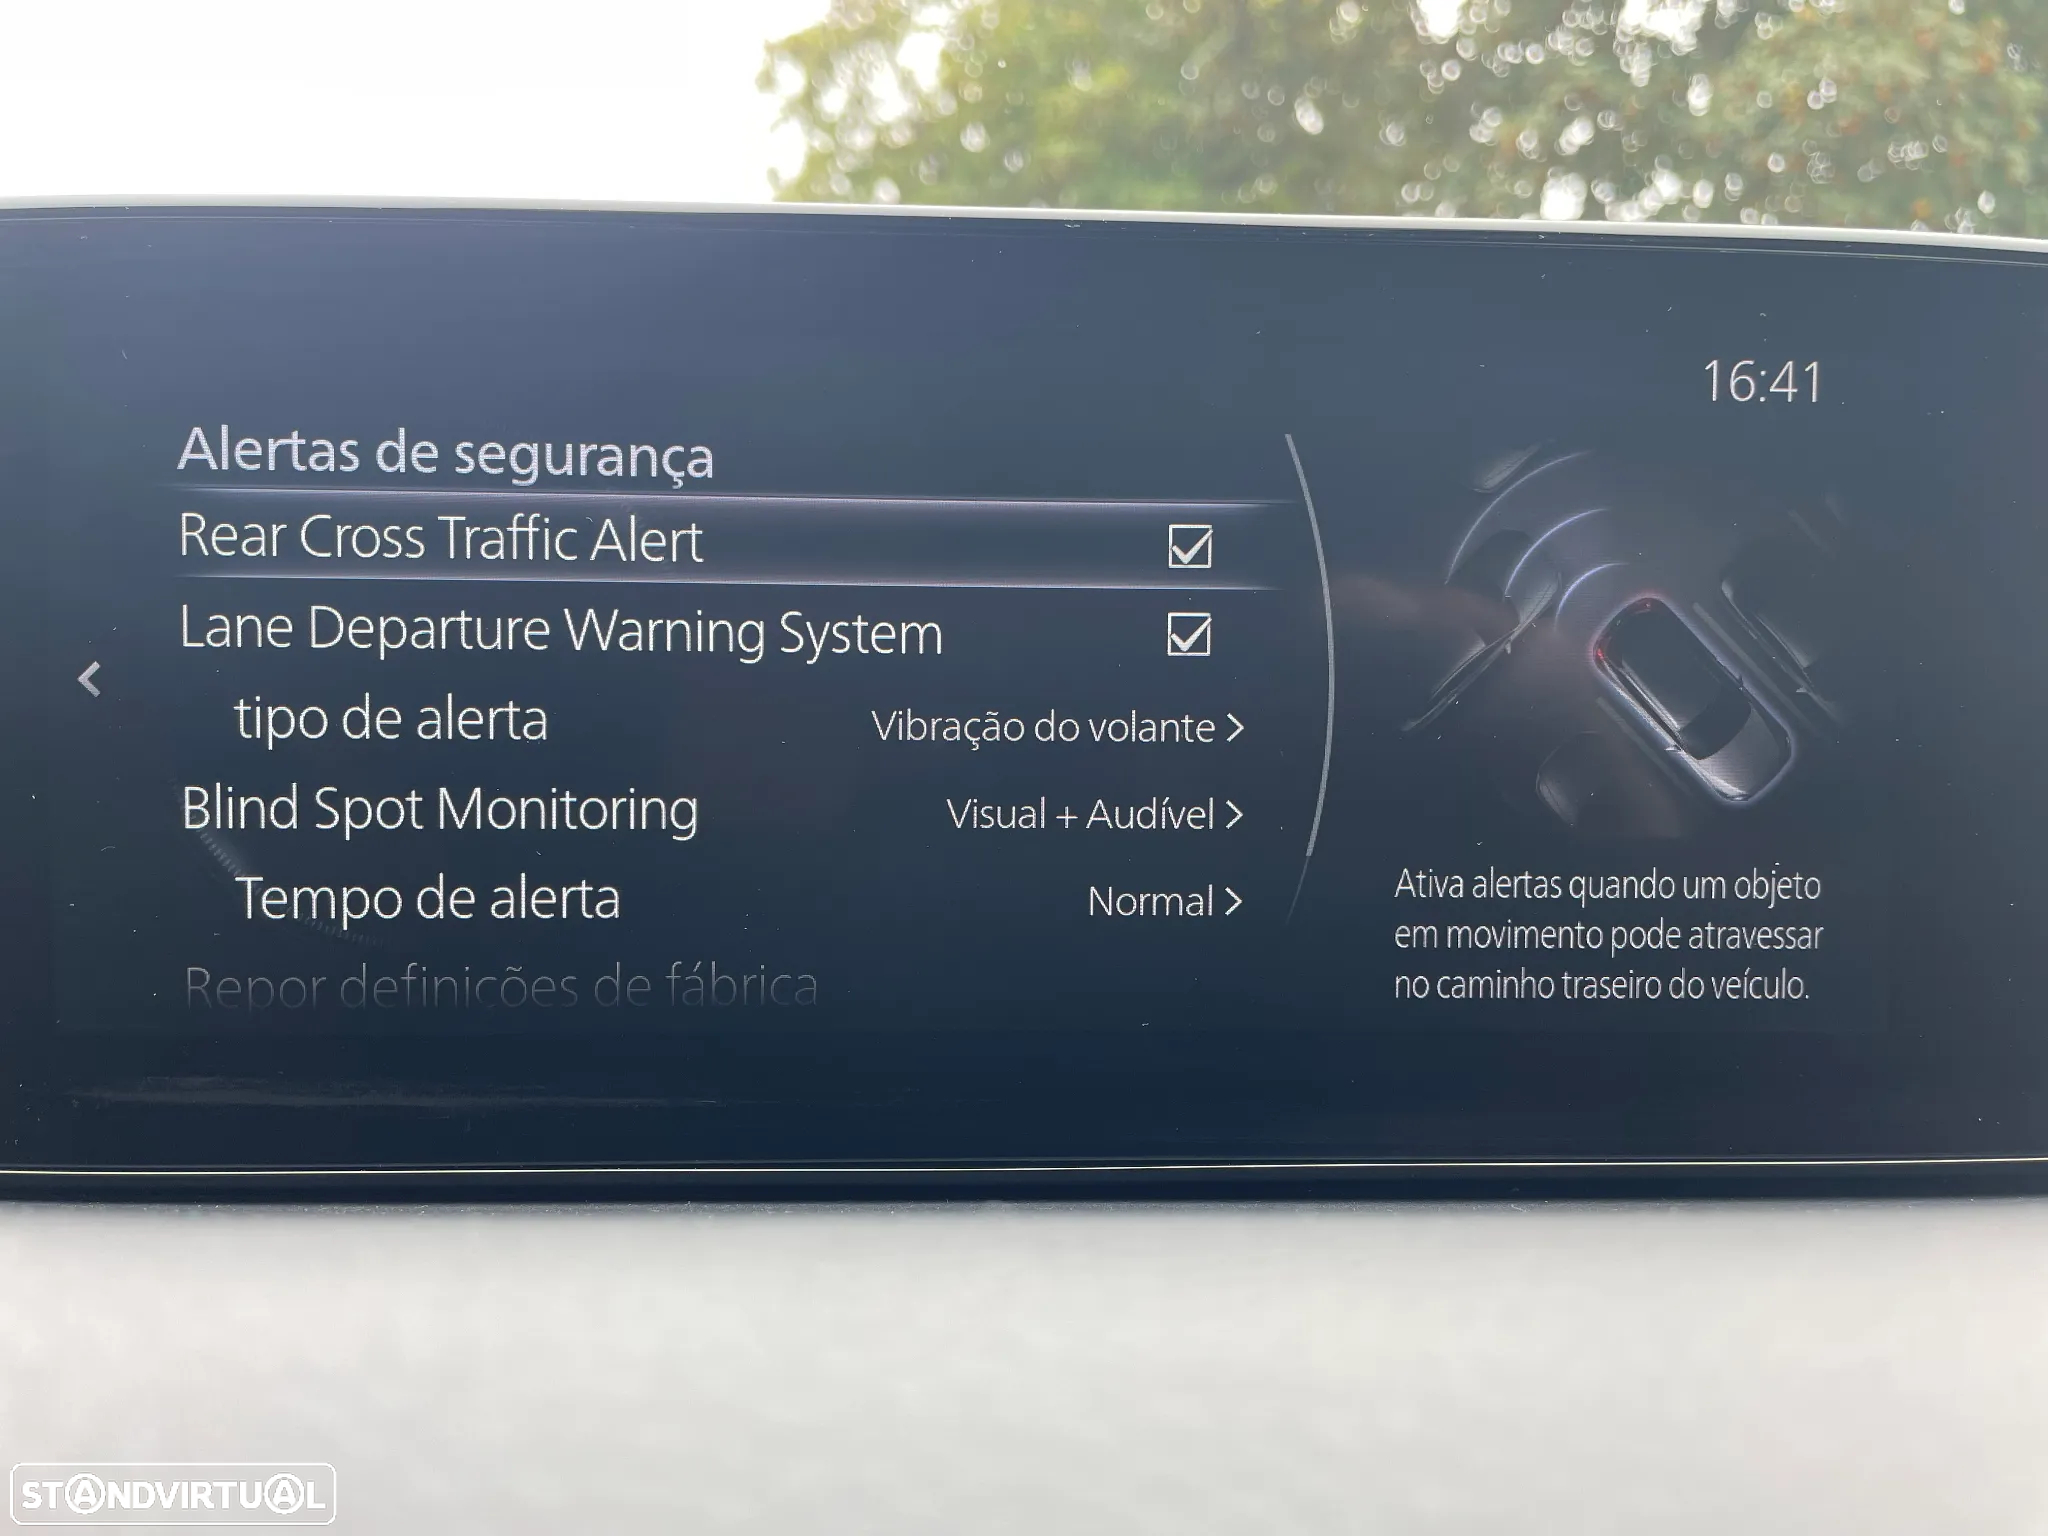 16:41
Alertas de segurança
Rear Cross Traffic Alert
Lane Departure Warning System
tipo de alerta Vibração do volante >
Blind Spot Monitoring Visual + Audível >
Tempo de alerta Normal >
Repor definições de fábrica
Ativa alertas quando um objeto
em movimento pode atravessar
no caminho traseiro do veículo.
STANDVIRTUAL